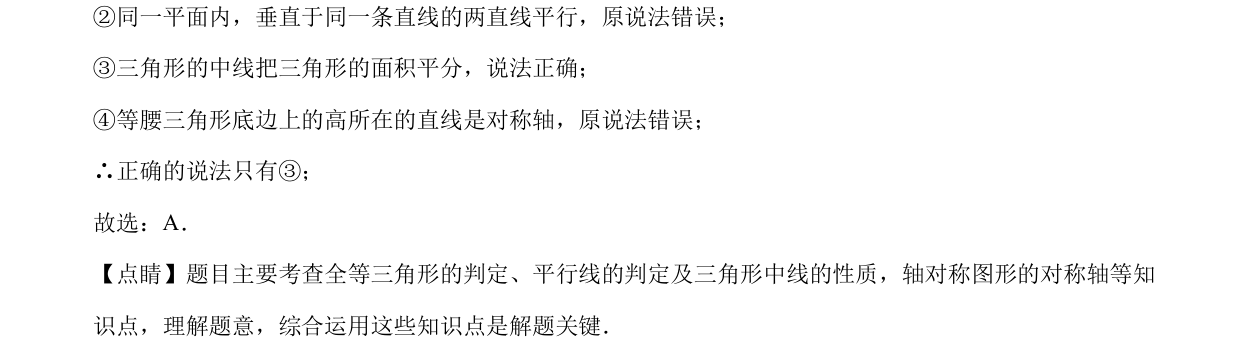 ②同一平面内，垂直于同一条直线的两直线平行，原说法错误；
③三角形的中线把三角形的面积平分，说法正确；
④等腰三角形底边上的高所在的直线是对称轴，原说法错误；
∴正确的说法只有③；
故选：A．
【点睛】题目主要考查全等三角形的判定、平行线的判定及三角形中线的性质，轴对称图形的对称轴等知
识点，理解题意，综合运用这些知识点是解题关键．